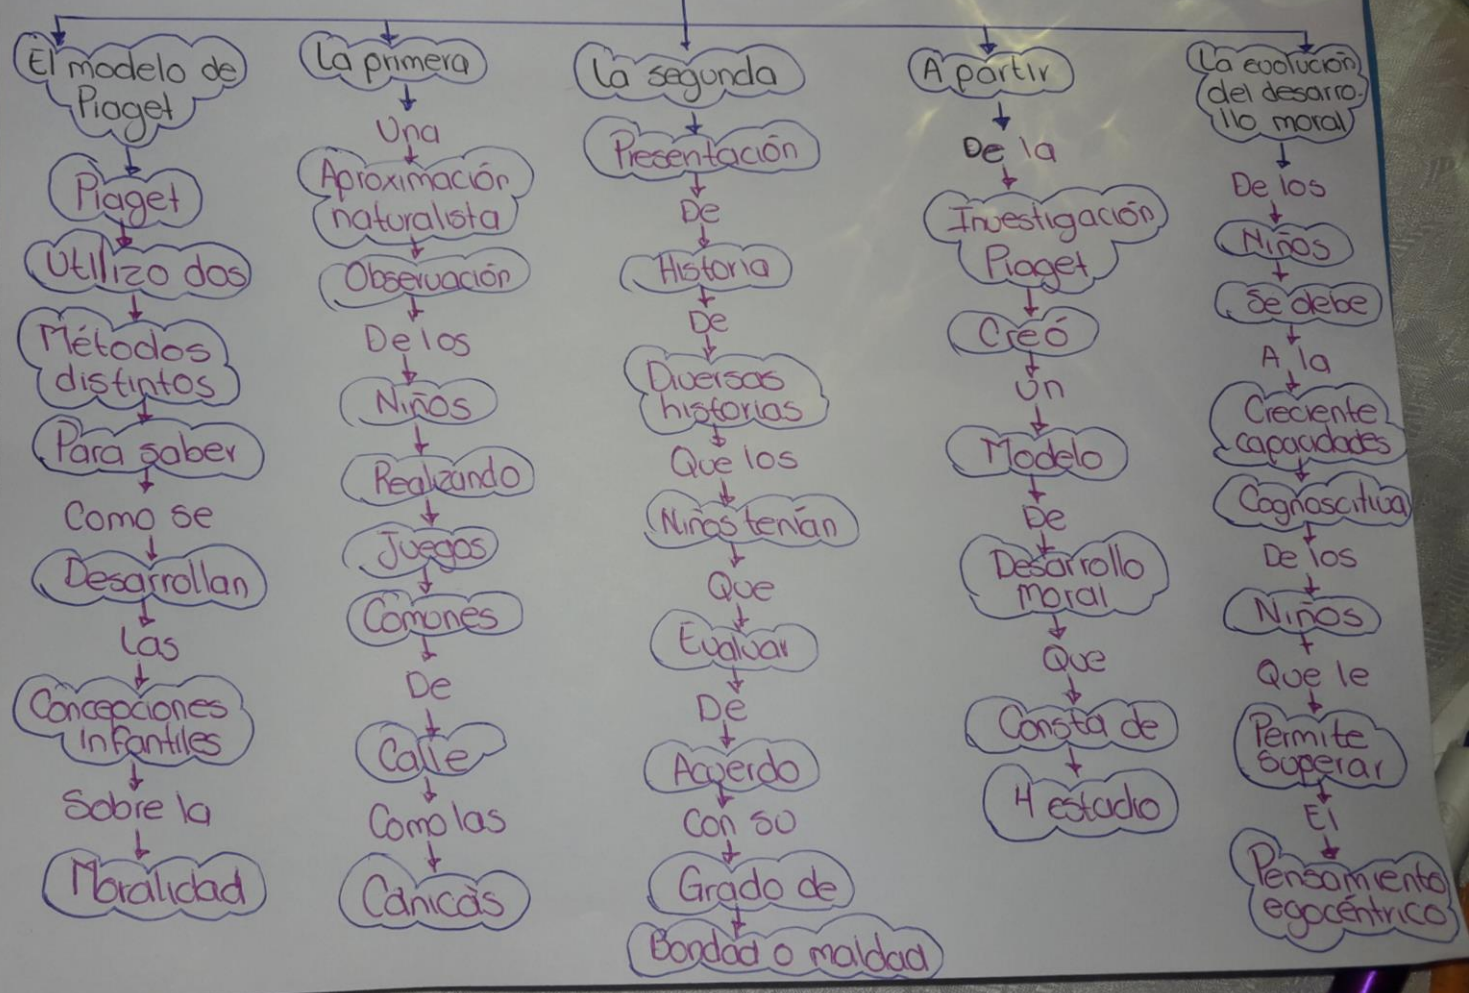 El modelo de
Piaget
Piaget
Utilizo dos
Métodos
distintos
Para saber
Como se
Desarrollan
Las
Concepciones
infantiles
Sobre la
Moralidad
La primera
Una
Aproximación
naturalista
Observación
De los
Niños
Realizando
Juegos
Comones
De
Calle
Como las
Canicas
La segunda
Presentación
De
Historia
De
Diversas
historias
Que los
Niños tenían
Que
Evaluar
De
Acuerdo
Con so
Grado de
Bondad o maldad
A partir
De la
Investigación
Piaget
Creó
Un
Modelo
De
Desarrollo
moral
Que
Consta de
4 estadio
La evolución
del desarro-
llo moral
De los
Niños
Se debe
A la
Creciente
capacidades
Cognoscitiva
De los
Niños
Que le
Permite
superar
El
Pensamiento
egocéntrico